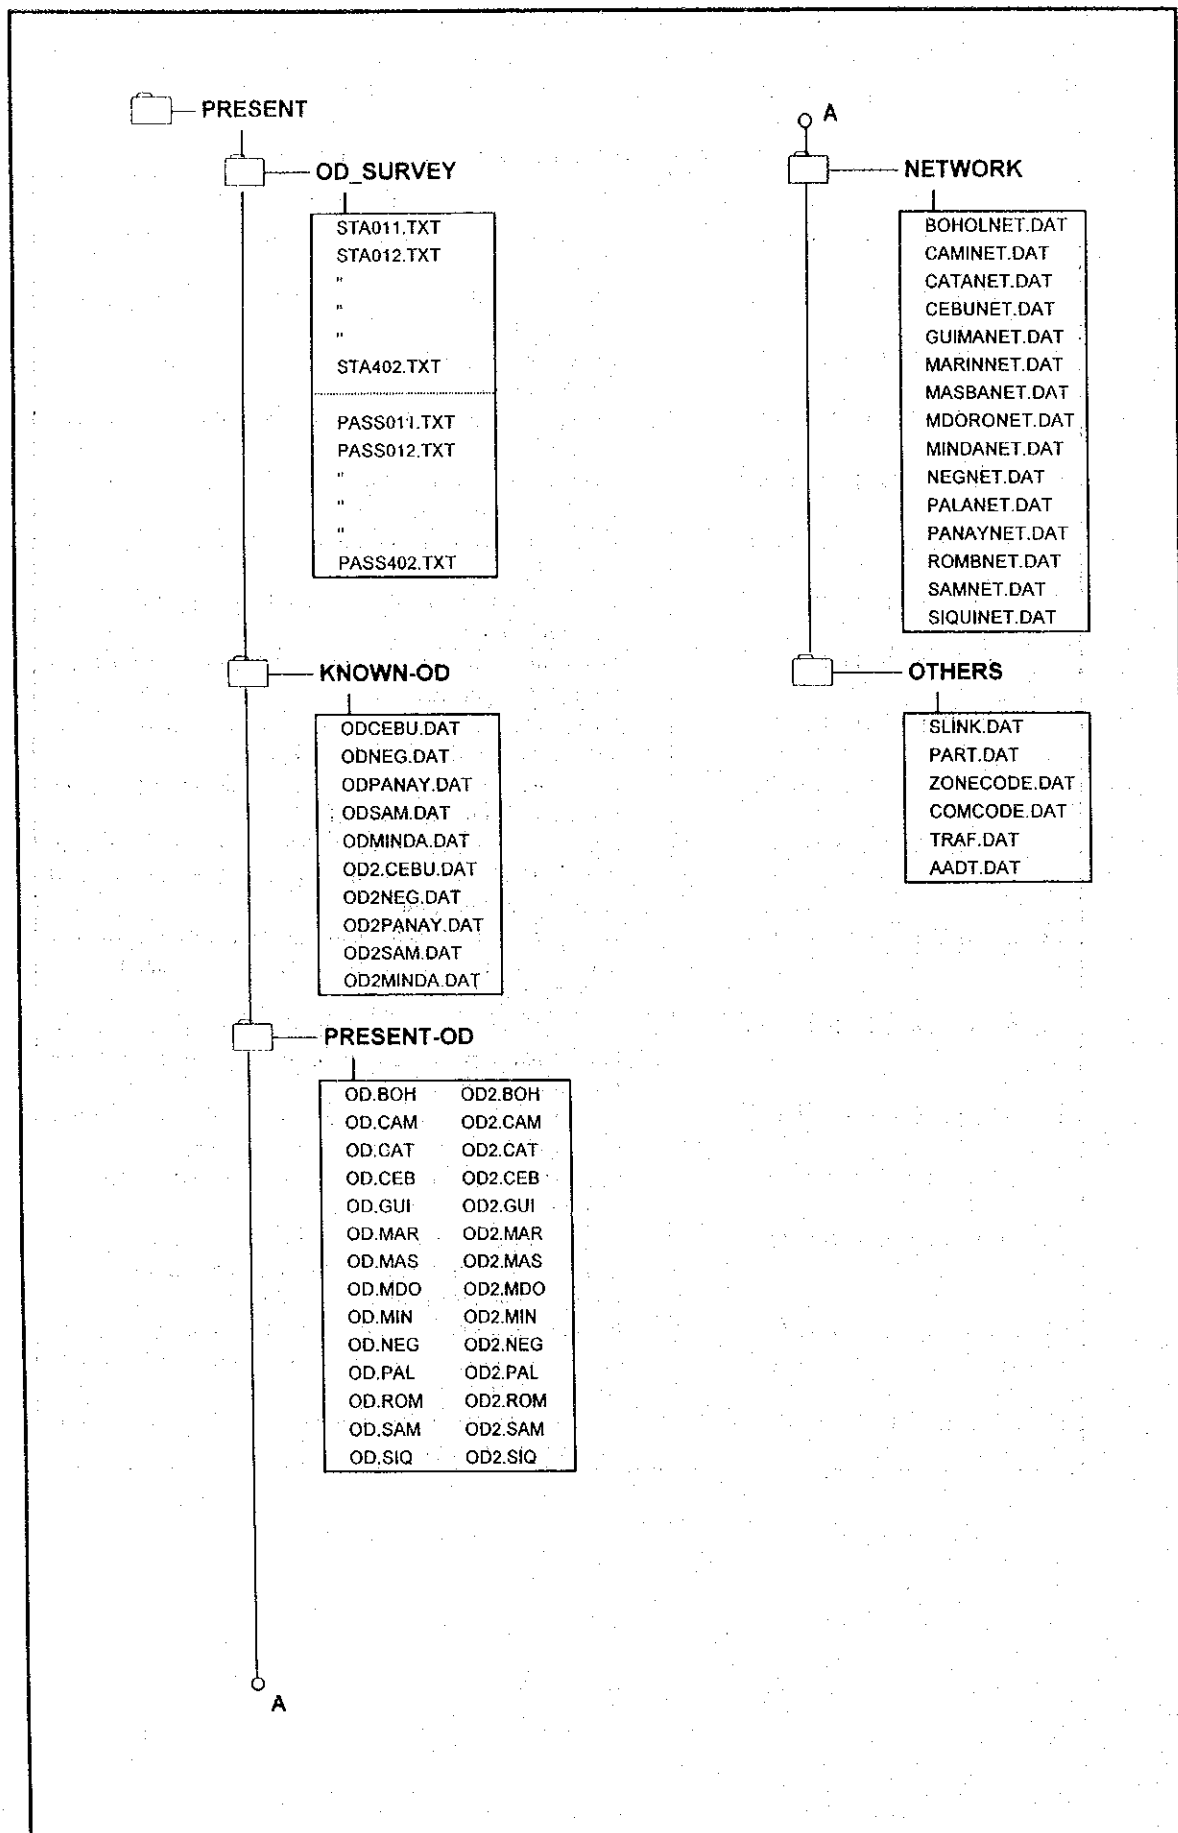 PRESENT
OD_SURVEY
STA011.TXT
STA012.TXT
"
"
"
STA402.TXT
PASS011.TXT
PASS012.TXT
"
"
"
PASS402.TXT
KNOWN-OD
ODCEBU.DAT
ODNEG.DAT
ODPANAY.DAT
ODSAM.DAT
ODMINDA.DAT
OD2.CEBU.DAT
OD2NEG.DAT
OD2PANAY.DAT
OD2SAM.DAT
OD2MINDA.DAT
PRESENT-OD
OD.BOH OD2.BOH
OD.CAM OD2.CAM
OD.CAT OD2.CAT
OD.CEB OD2.CEB
OD.GUI OD2.GUI
OD.MAR OD2.MAR
OD.MAS OD2.MAS
OD.MDO OD2.MDO
OD.MIN OD2.MIN
OD.NEG OD2.NEG
OD.PAL OD2.PAL
OD.ROM OD2.ROM
OD.SAM OD2.SAM
OD.SIQ OD2.SIQ
A
A
NETWORK
BOHOLNET.DAT
CAMINET.DAT
CATANET.DAT
CEBUNET.DAT
GUIMANET.DAT
MARINNET.DAT
MASBANET.DAT
MDORONET.DAT
MINDANET.DAT
NEGNET.DAT
PALANET.DAT
PANAYNET.DAT
ROMBNET.DAT
SAMNET.DAT
SIQUINET.DAT
OTHERS
SLINK.DAT
PART.DAT
ZONECODE.DAT
COMCODE.DAT
TRAF.DAT
AADT.DAT